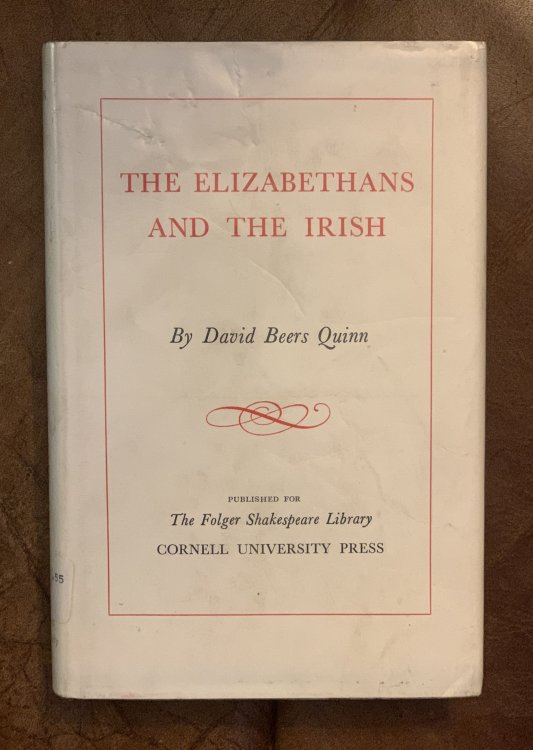 THE ELIZABETHANS
AND THE IRISH
By David Beers Quinn
PUBLISHED FOR
The Folger Shakespeare Library
CORNELL UNIVERSITY PRESS